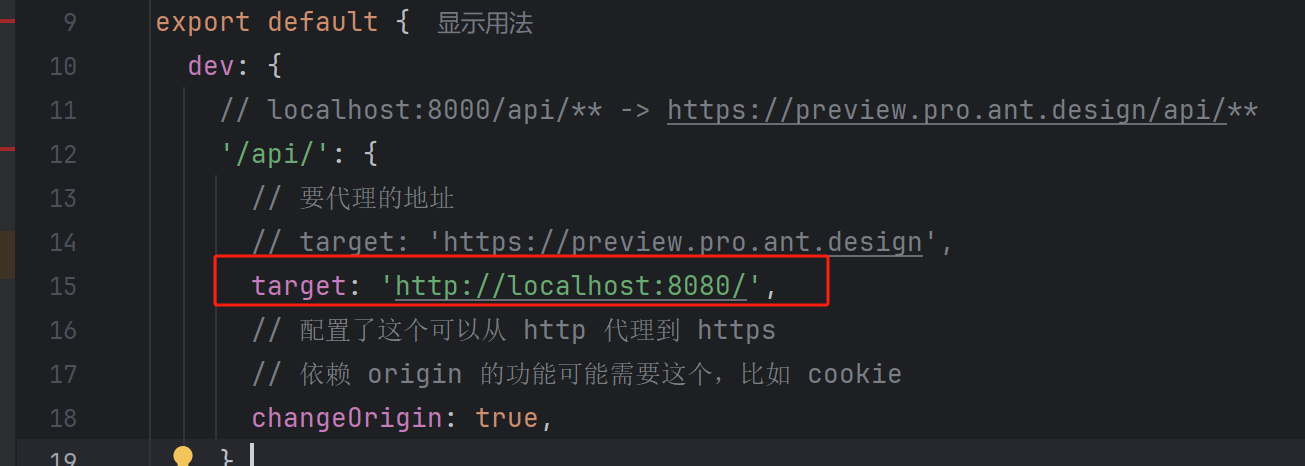 9 export default { 显示用法
10 dev: {
11 // localhost:8000/api/** -> https://preview.pro.ant.design/api/**
12 '/api/': {
13 // 要代理的地址
14 // target: 'https://preview.pro.ant.design',
15 target: 'http://localhost:8080/',
16 // 配置了这个可以从 http 代理到 https
17 // 依赖 origin 的功能可能需要这个，比如 cookie
18 changeOrigin: true,
19 }